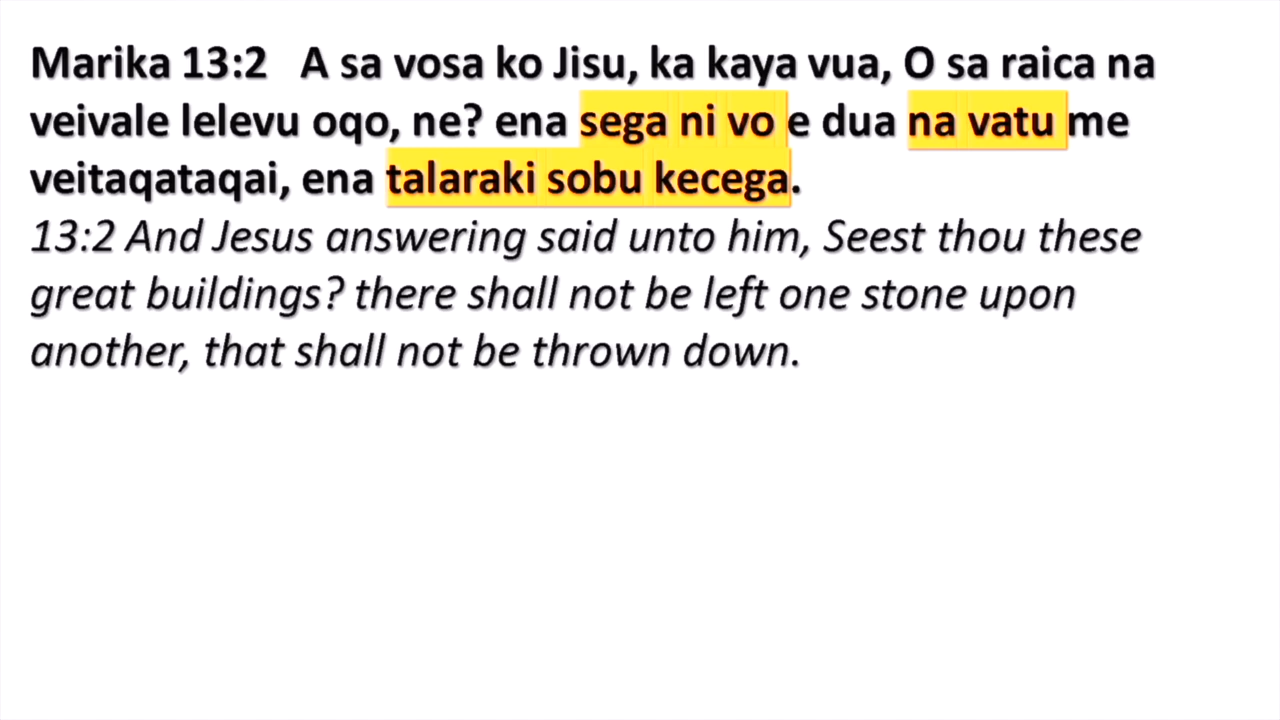 Marika 13:2 A sa vosa ko Jisu, ka kaya vua, O sa raica na
veivale lelevu oqo, ne? ena sega ni vo e dua na vatu me
veitaqataqai, ena talaraki sobu kecega.
13:2 And Jesus answering said unto him, Seest thou these
great buildings? there shall not be left one stone upon
another, that shall not be thrown down.